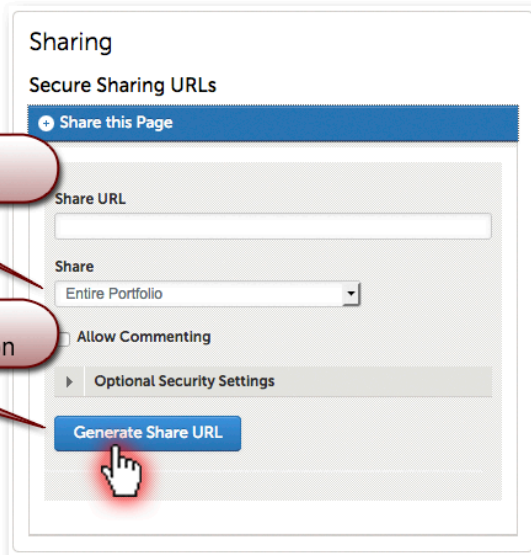 Sharing
Secure Sharing URLs
Share this Page
Share URL
Share
Entire Portfolio
Allow Commenting
on
Optional Security Settings
Generate Share URL